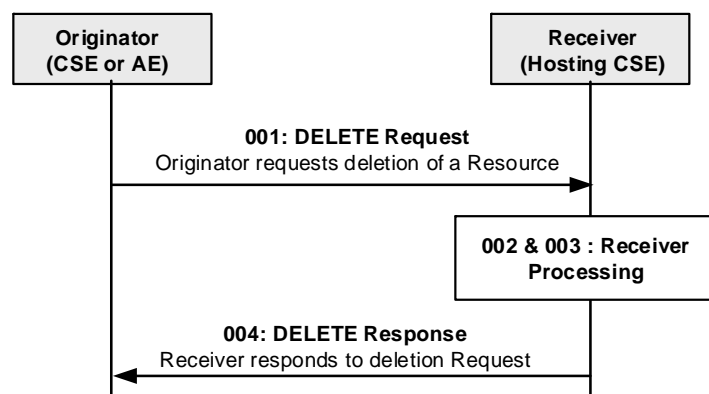 Originator
(CSE or AE)
Receiver
(Hosting CSE)
001: DELETE Request
Originator requests deletion of a Resource
002 & 003 : Receiver
Processing
004: DELETE Response
Receiver responds to deletion Request